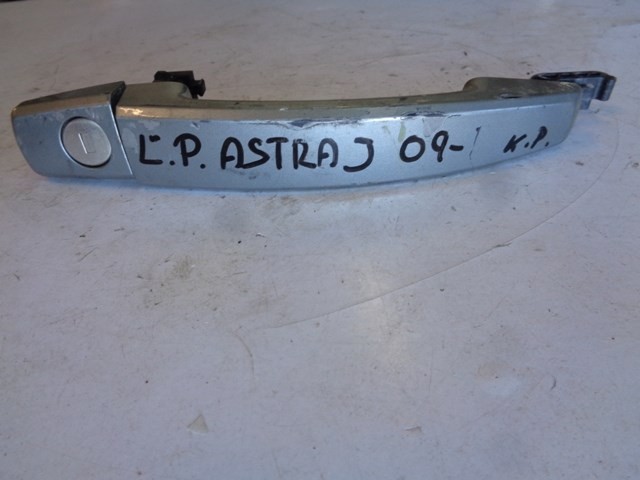 L.P. ASTRA J 09- K.P.